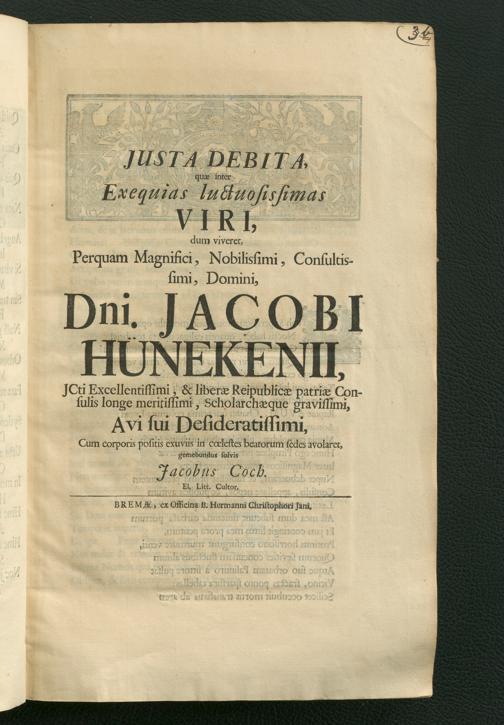 34
JUSTA DEBITA,
quæ inter
Exequias luctuosissimas
VIRI,
dum viveret,
Perquam Magnifici, Nobilissimi, Consultis-
simi, Domini,
Dni. JACOBI
HÜNEKENII,
JCti Excellentissimi, & liberæ Reipublicæ patriæ Con-
sulis longe meritissimi, Scholarchæque gravissimi,
Avi sui Desideratissimi,
Cum corporis positis exuviis in cœlestes beatorum sedes avolaret,
gemebundus solvit
Jacobus Coch.
El. Litt. Cultor.
BREMÆ, ex Officina B. Hermanni Christophori Jani,